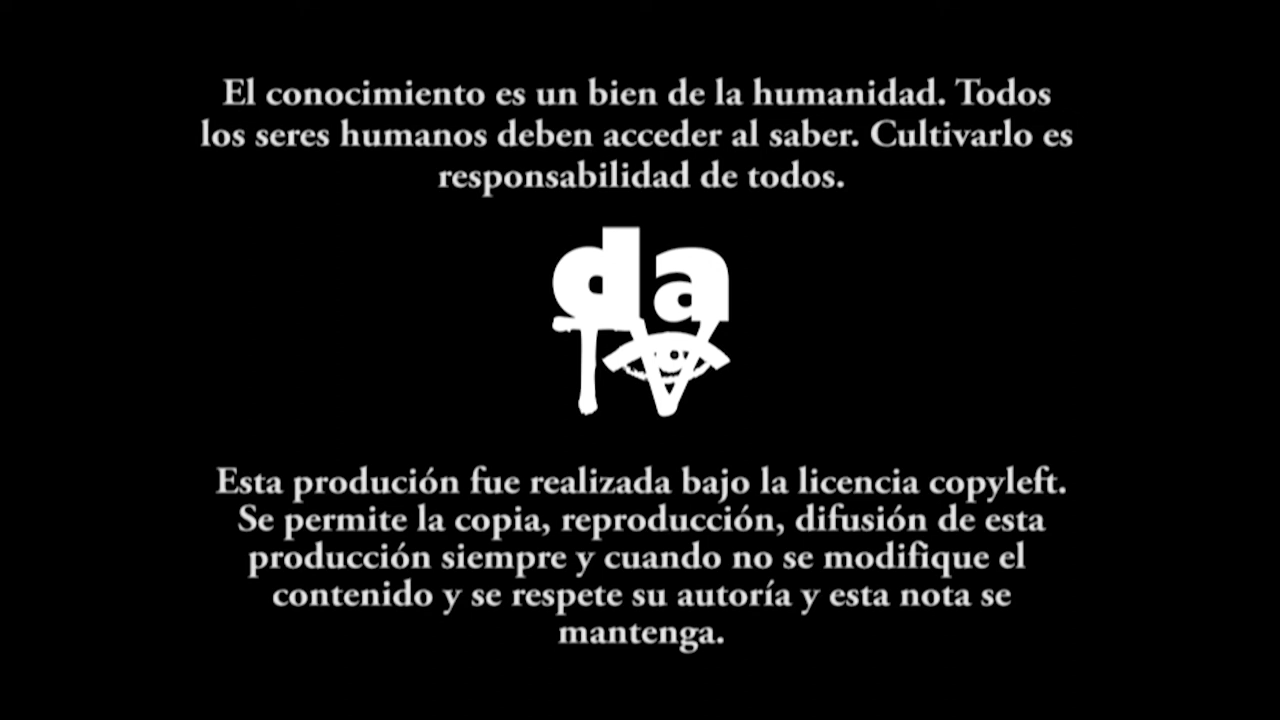 El conocimiento es un bien de la humanidad. Todos
los seres humanos deben acceder al saber. Cultivarlo es
responsabilidad de todos.
da
TV
Esta produción fue realizada bajo la licencia copyleft.
Se permite la copia, reproducción, difusión de esta
producción siempre y cuando no se modifique el
contenido y se respete su autoría y esta nota se
mantenga.